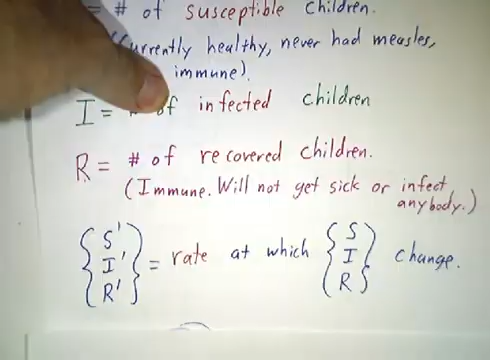 = # of susceptible children.
(Currently healthy, never had measles,
immune).
I = # of infected children
R = # of recovered children.
(Immune. Will not get sick or infect
anybody.)
{S' I' R'} = rate at which {S I R} change.